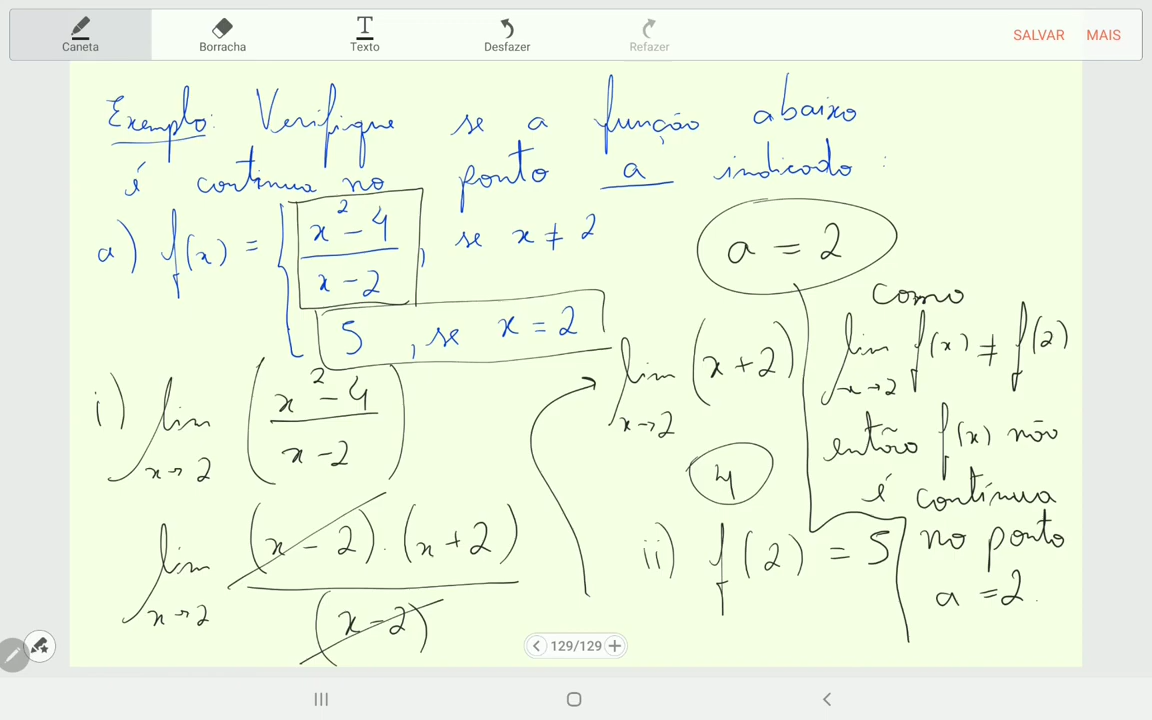 Caneta
Borracha
Texto
Desfazer
Refazer
SALVAR
MAIS
Exemplo: Verifique se a função abaixo
é contínua no ponto a indicado:
a) f(x) = { x² - 4 / x - 2 , se x ≠ 2
5 , se x = 2
a = 2
i) lim x→2 ( x² - 4 / x - 2 )
lim x→2 (x - 2) . (x + 2) / (x - 2)
lim x→2 (x + 2)
4
ii) f(2) = 5
como
lim x→2 f(x) ≠ f(2)
então f(x) não
é contínua
no ponto
a = 2.
129/129